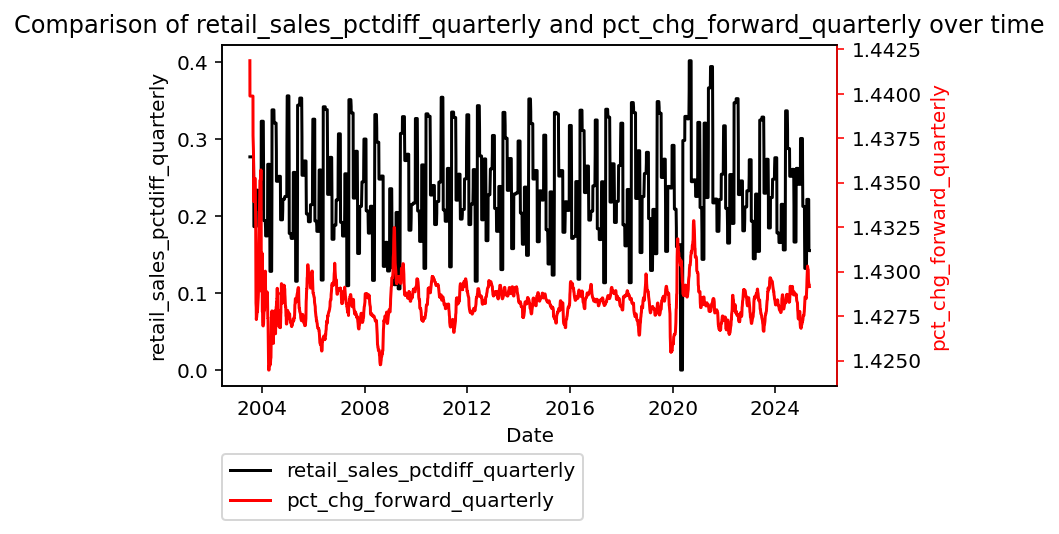 Comparison of retail_sales_pctdiff_quarterly and pct_chg_forward_quarterly over time
retail_sales_pctdiff_quarterly
0.4
0.3
0.2
0.1
0.0
1.4425
1.4400
1.4375
1.4350
1.4325
1.4300
1.4275
1.4250
pct_chg_forward_quarterly
2004 2008 2012 2016 2020 2024
Date
retail_sales_pctdiff_quarterly
pct_chg_forward_quarterly